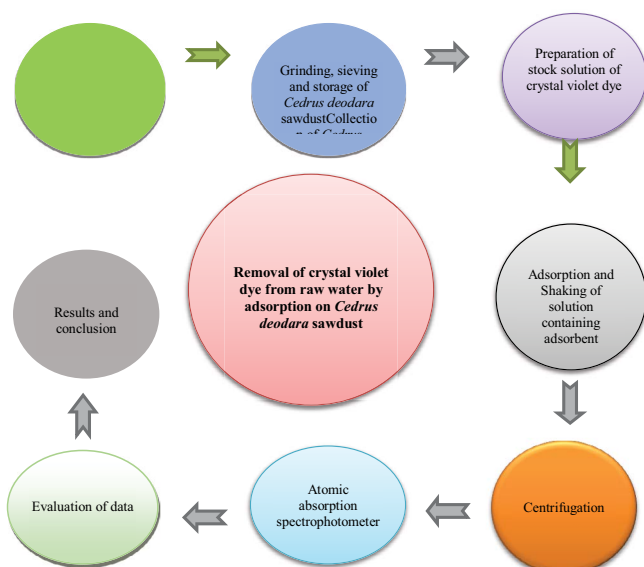 Grinding, sieving
and storage of
Cedrus deodara
sawdustCollectio
n of Cedrus
Preparation of
stock solution of
crystal violet dye
Removal of crystal violet
dye from raw water by
adsorption on Cedrus
deodara sawdust
Adsorption and
Shaking of
solution
containing
adsorbent
Results and
conclusion
Evaluation of data
Atomic
absorption
spectrophotometer
Centrifugation